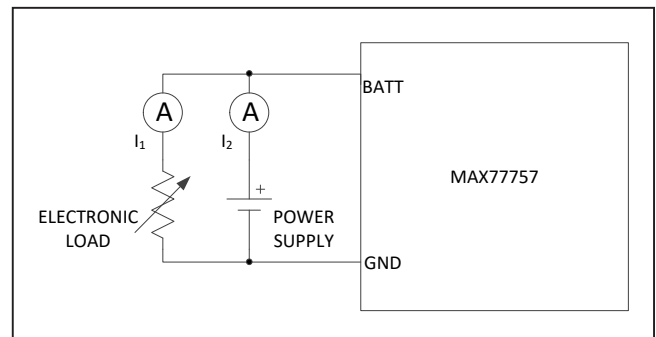 BATT
A
A
I₁
I₂
MAX77757
+
ELECTRONIC
LOAD
POWER
SUPPLY
GND